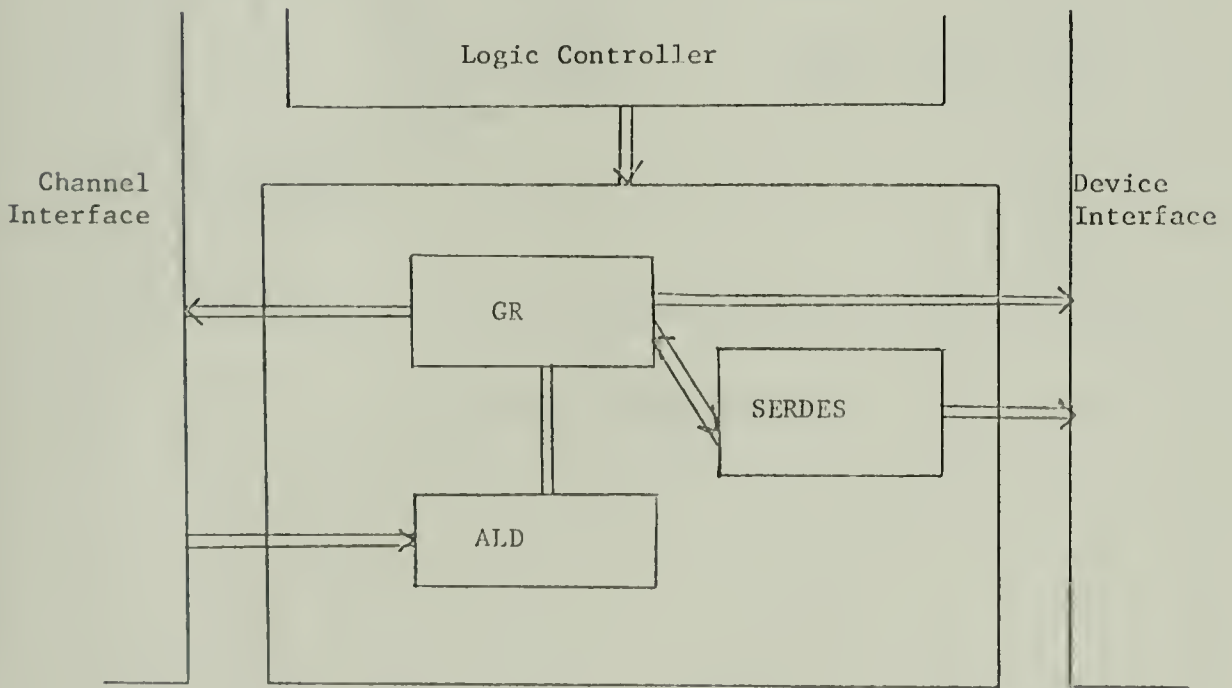 Logic Controller
Channel
Interface
Device
Interface
GR
SERDES
ALD